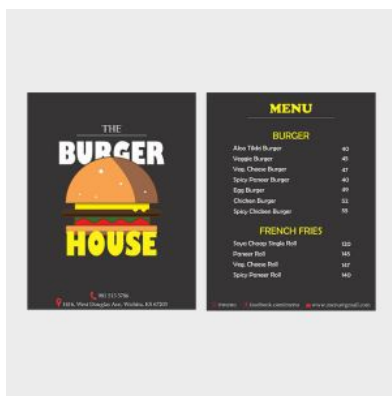 THE
BURGER
HOUSE
MENU
BURGER
Aloo Tikki Burger 40
Veggie Burger 45
Veg. Cheese Burger 47
Spicy Paneer Burger 40
Egg Burger 49
Chicken Burger 52
Spicy Chicken Burger 55
FRENCH FRIES
Soya Chaap Single Roll 120
Paneer Roll 145
Veg. Cheese Roll 147
Spicy Paneer Roll 140